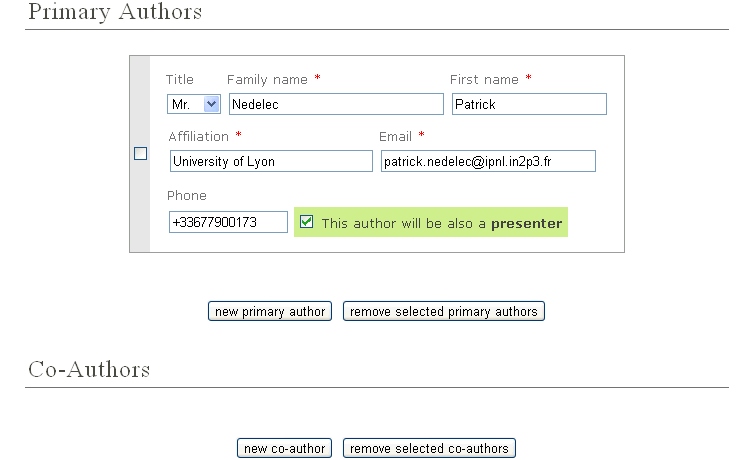 Primary Authors
Title Family name * First name *
Mr. Nedelec Patrick
Affiliation * Email *
University of Lyon patrick.nedelec@ipnl.in2p3.fr
Phone
+33677900173 This author will be also a presenter
new primary author remove selected primary authors
Co-Authors
new co-author remove selected co-authors